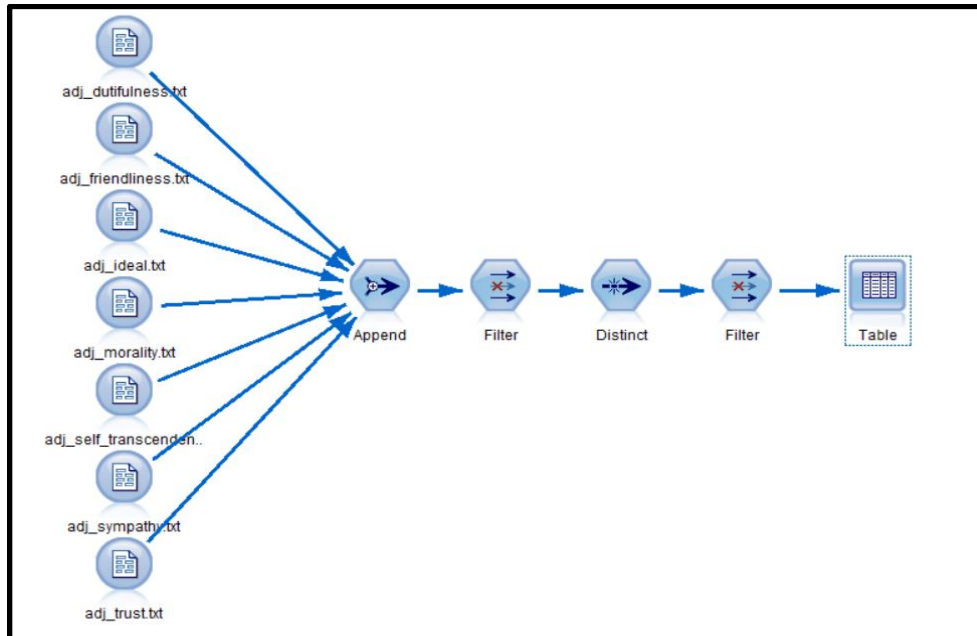 adj_dutifulness.txt
adj_friendliness.txt
adj_ideal.txt
adj_morality.txt
adj_self_transcenden..
adj_sympathy.txt
adj_trust.txt
Append
Filter
Distinct
Filter
Table